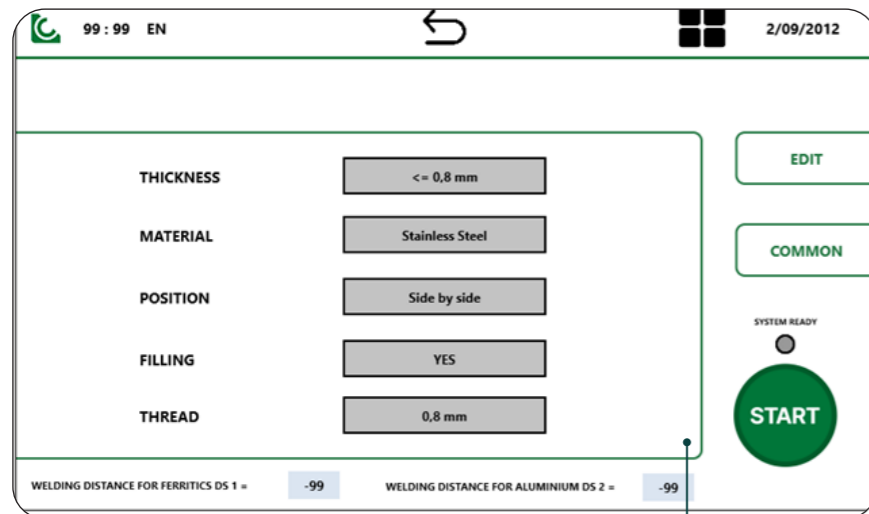 99 : 99 EN 2/09/2012
THICKNESS <= 0,8 mm
MATERIAL Stainless Steel
POSITION Side by side
FILLING YES
THREAD 0,8 mm
EDIT
COMMON
SYSTEM READY
START
WELDING DISTANCE FOR FERRITICS DS 1 = -99 WELDING DISTANCE FOR ALUMINIUM DS 2 = -99